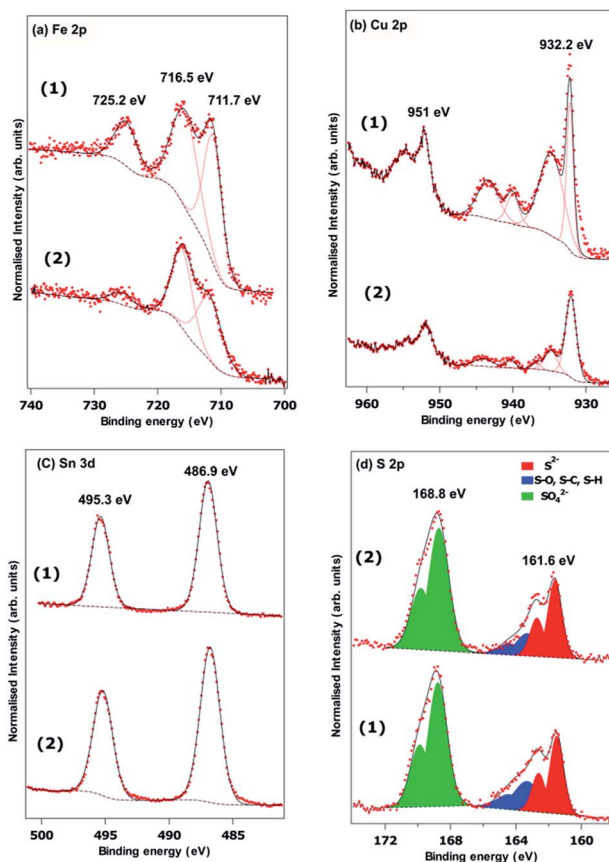 (a) Fe 2p
(1)
725.2 eV
716.5 eV
711.7 eV
(2)
Normalised Intensity (arb. units)
740 730 720 710 700
Binding energy (eV)
(b) Cu 2p
932.2 eV
(1)
951 eV
(2)
Normalised Intensity (arb. units)
960 950 940 930
Binding energy (eV)
(C) Sn 3d
486.9 eV
495.3 eV
(1)
(2)
Normalised Intensity (arb. units)
500 495 490 485
Binding energy (eV)
(d) S 2p
S²⁻
S-O, S-C, S-H
SO₄²⁻
168.8 eV
161.6 eV
(2)
(1)
Normalised Intensity (arb. units)
172 168 164 160
Binding energy (eV)